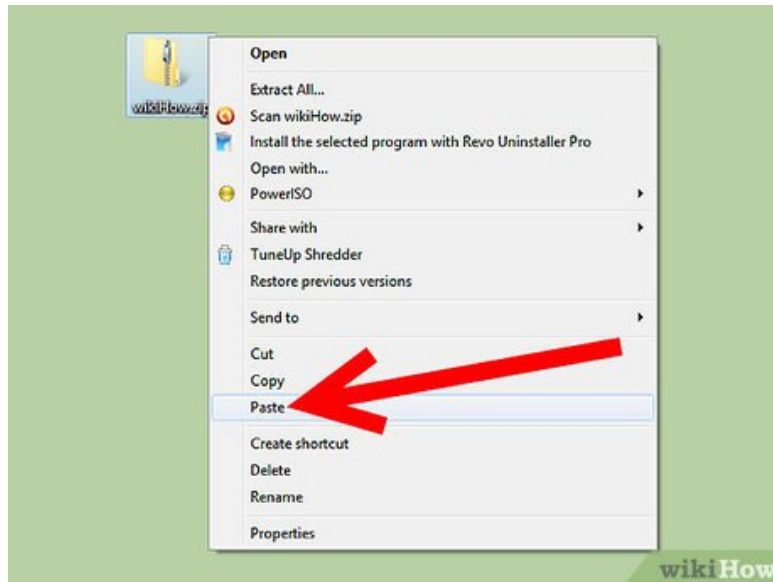 wikiHow.zip
Open
Extract All...
Scan wikiHow.zip
Install the selected program with Revo Uninstaller Pro
Open with...
PowerISO
Share with
TuneUp Shredder
Restore previous versions
Send to
Cut
Copy
Paste
Create shortcut
Delete
Rename
Properties
wikiHow